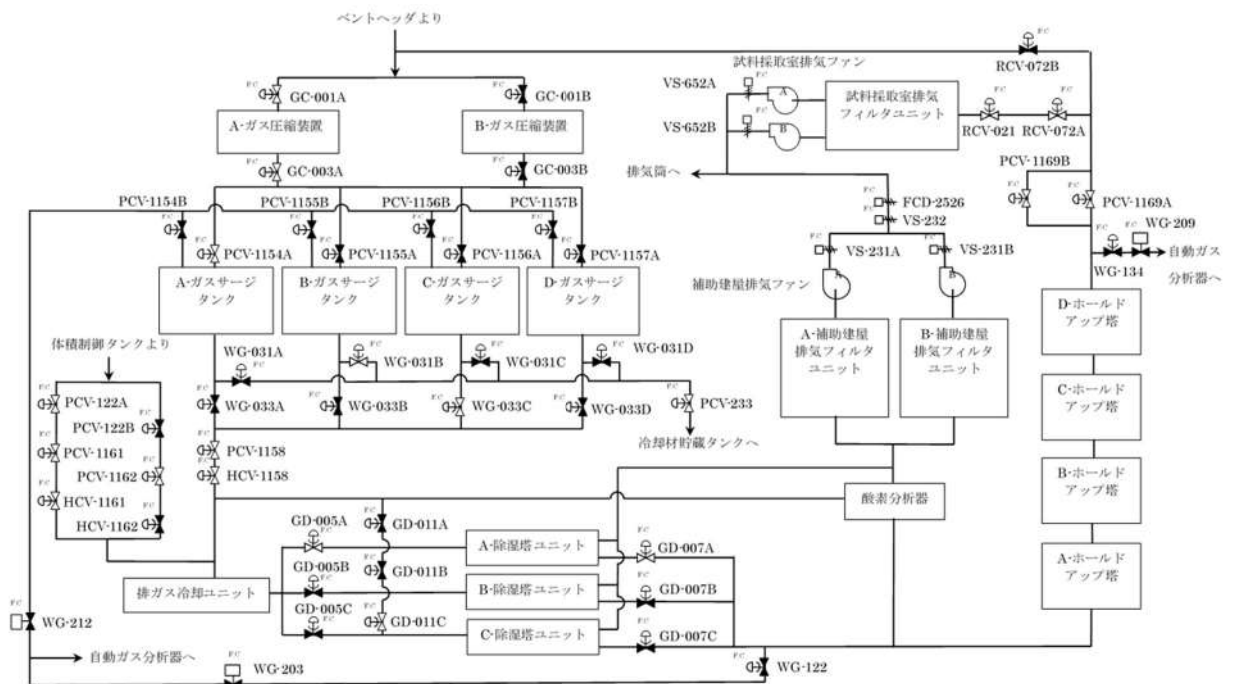 ベントヘッダより
F.C
RCV-072B
試料採取室排気ファン
F.C
VS-652A
A
試料採取室排気
フィルタユニット
F.C
F.C
RCV-021
RCV-072A
F.C
VS-652B
B
排気筒へ
F.C
GC-001A
F.C
GC-001B
A-ガス圧縮装置
B-ガス圧縮装置
F.C
GC-003A
F.C
GC-003B
PCV-1169B
F.C
F.C
PCV-1169A
WG-209
F.C
F.C
WG-134
自動ガス
分析器へ
PCV-1154B
PCV-1155B
PCV-1156B
PCV-1157B
F.C
F.C
F.C
F.C
F.C
PCV-1154A
F.C
PCV-1155A
F.C
PCV-1156A
F.C
PCV-1157A
F.C
FCD-2526
F.C
VS-232
F.C
VS-231A
F.C
VS-231B
補助建屋排気ファン
A
B
A-ガスサージ
タンク
B-ガスサージ
タンク
C-ガスサージ
タンク
D-ガスサージ
タンク
A-補助建屋
排気フィルタ
ユニット
B-補助建屋
排気フィルタ
ユニット
D-ホールド
アップ塔
C-ホールド
アップ塔
B-ホールド
アップ塔
A-ホールド
アップ塔
体積制御タンクより
WG-031A
F.C
F.C
WG-031B
F.C
WG-031C
WG-031D
F.C
F.C
PCV-122A
F.C
PCV-122B
F.C
WG-033A
F.C
WG-033B
F.C
WG-033C
F.C
WG-033D
F.C
PCV-233
冷却材貯蔵タンクへ
F.C
PCV-1161
F.C
PCV-1162
F.C
PCV-1158
F.C
HCV-1158
F.C
HCV-1161
F.C
HCV-1162
酸素分析器
GD-005A
F.C
F.C
GD-011A
A-除湿塔ユニット
F.C
GD-007A
GD-005B
F.C
F.C
GD-011B
B-除湿塔ユニット
F.C
GD-007B
排ガス冷却ユニット
GD-005C
F.C
F.C
GD-011C
C-除湿塔ユニット
F.C
GD-007C
F.C
WG-212
自動ガス分析器へ
F.C
WG-203
F.C
WG-122